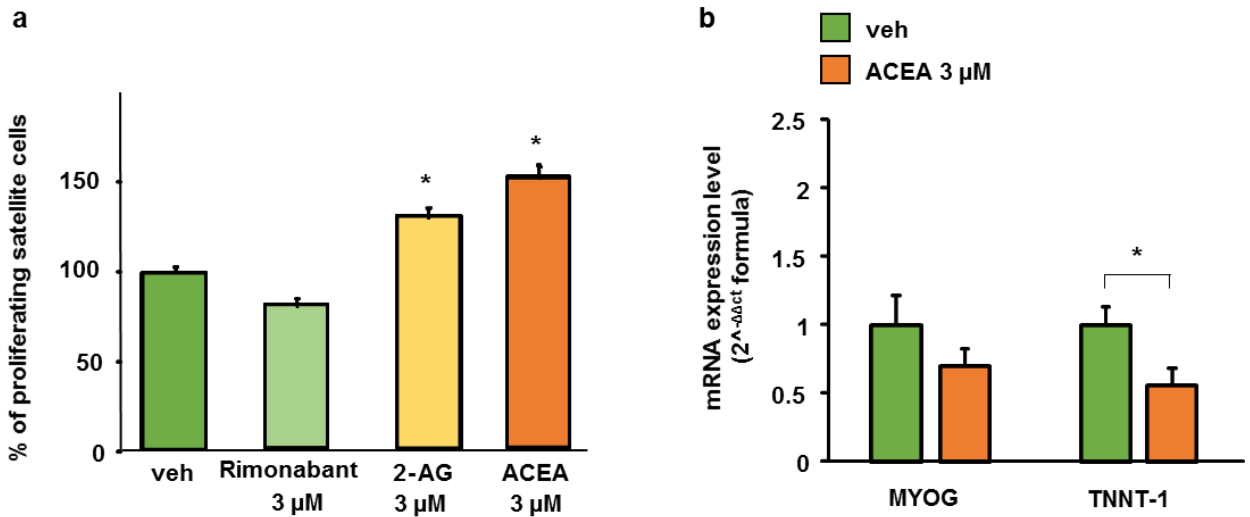 a
% of proliferating satellite cells
150
100
50
0
*
*
veh
Rimonabant
3 µM
2-AG
3 µM
ACEA
3 µM
b
veh
ACEA 3 µM
mRNA expression level
(2^-ΔΔct formula)
2.5
2
1.5
1
0.5
0
*
MYOG
TNNT-1